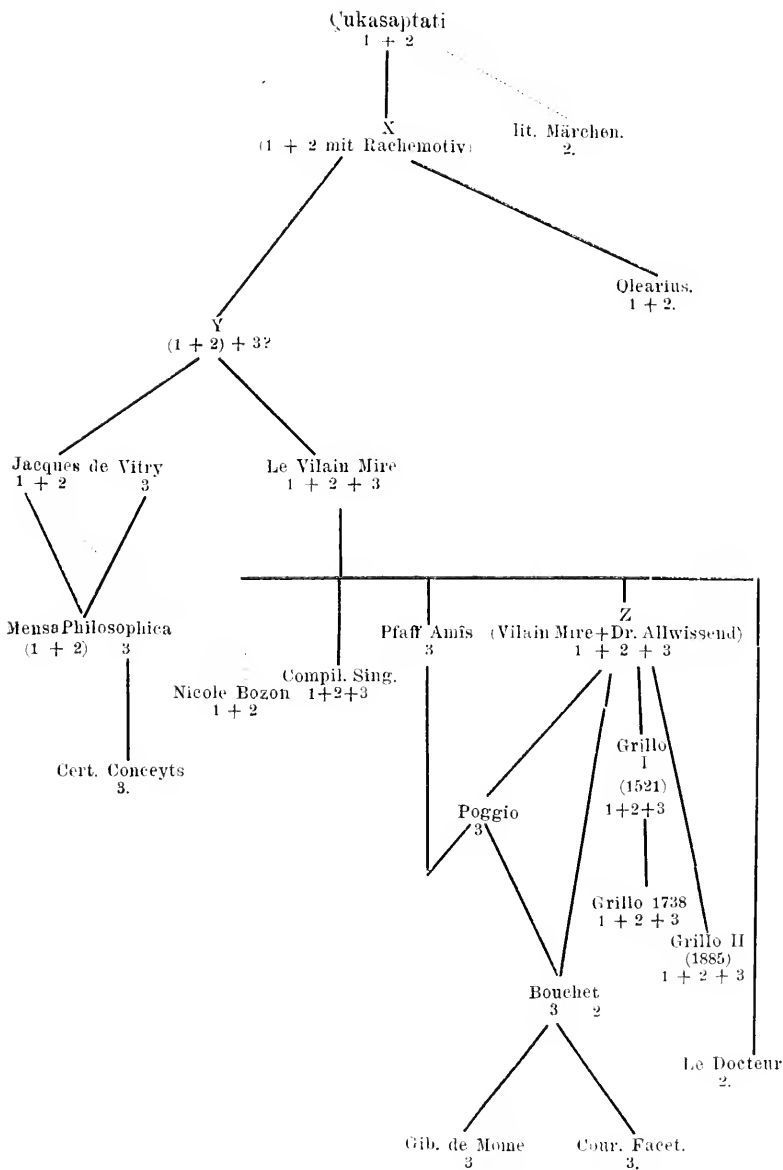 Çukasaptati
1 + 2
X
(1 + 2 mit Rachemotiv)
lit. Märchen.
2.
Olearius.
1 + 2.
Y
(1 + 2) + 3?
Jacques de Vitry
1 + 2 3
Le Vilain Mire
1 + 2 + 3
Mensa Philosophica
(1 + 2) 3
Pfaff Amîs
3
Z
(Vilain Mire+Dr. Allwissend)
1 + 2 + 3
Compil. Sing.
1+2+3
Nicole Bozon
1 + 2
Cert. Conceyts
3.
Grillo
I
(1521)
1+2+3
Poggio
3
Grillo 1738
1 + 2 + 3
Grillo II
(1885)
1 + 2 + 3
Bouchet
3 2
Le Docteur
2.
Gib. de Mome
3
Cour. Facet.
3.